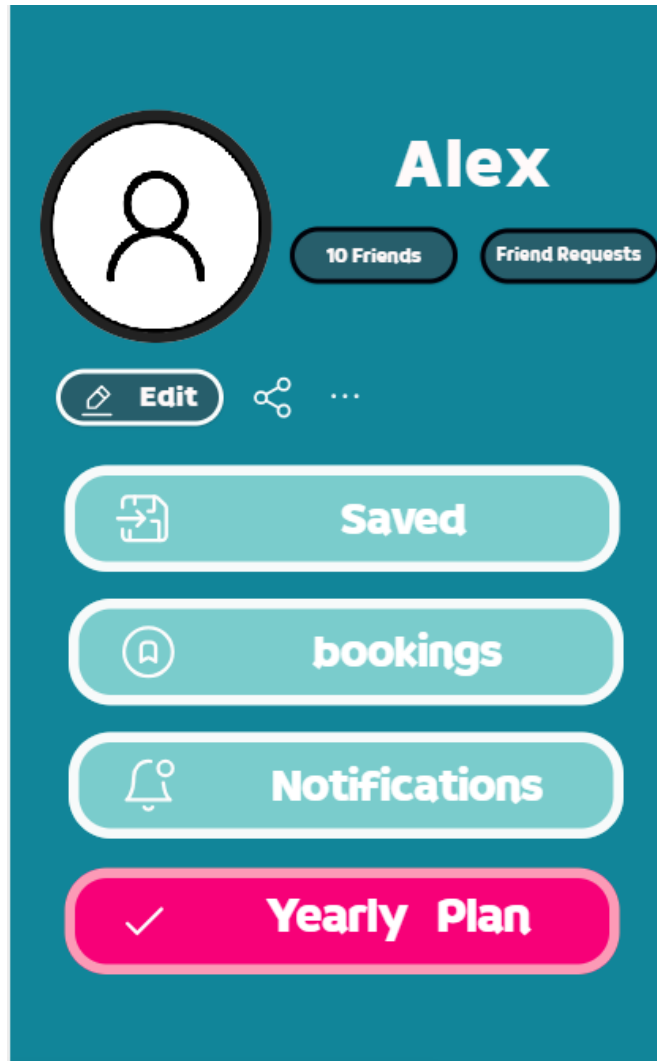 Alex
10 Friends
Friend Requests
Edit
Saved
bookings
Notifications
Yearly Plan